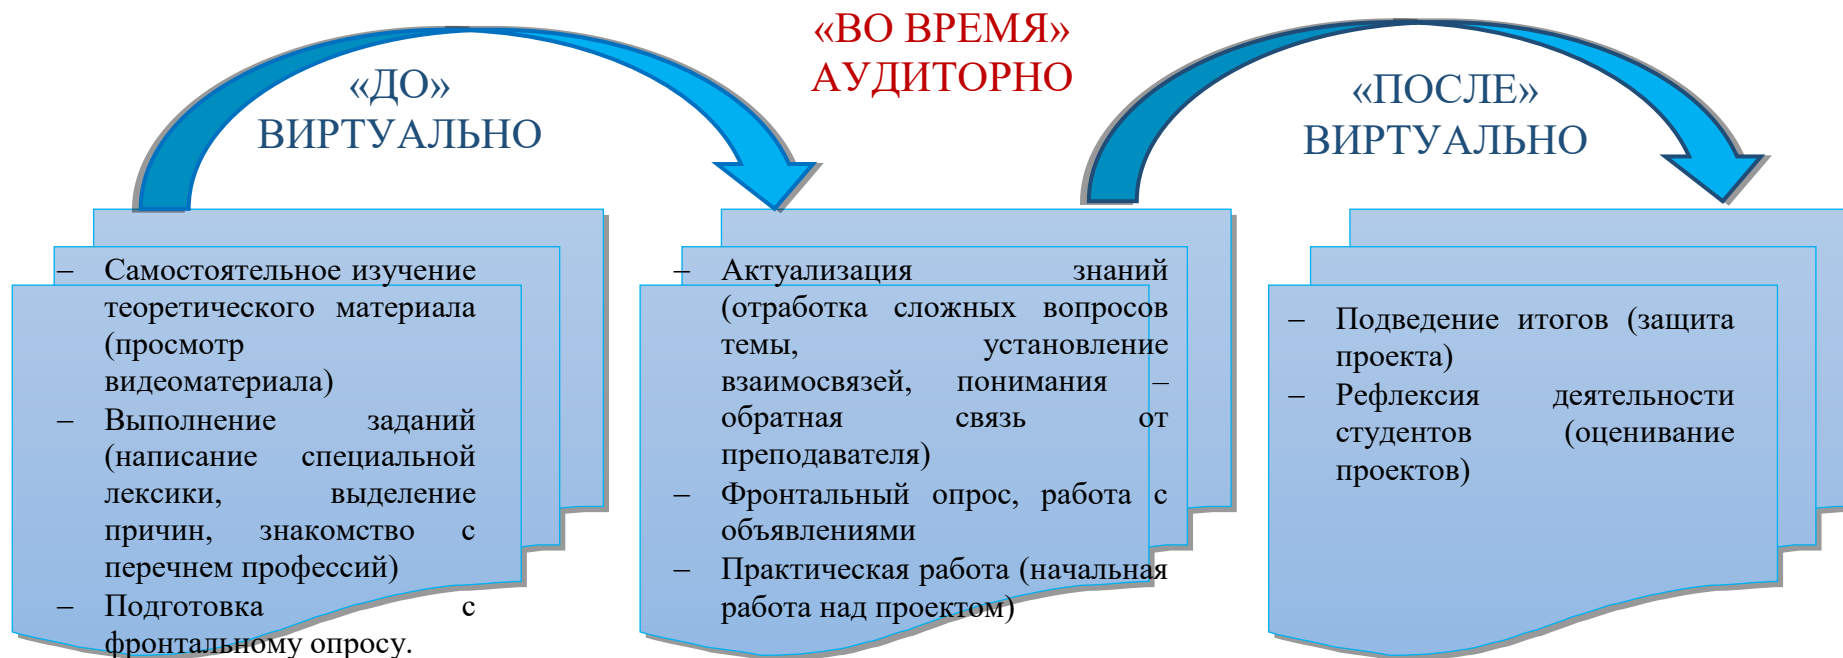 «ДО»
ВИРТУАЛЬНО
«ВО ВРЕМЯ»
АУДИТОРНО
«ПОСЛЕ»
ВИРТУАЛЬНО
– Самостоятельное изучение
теоретического материала
(просмотр
видеоматериала)
– Выполнение заданий
(написание специальной
лексики, выделение
причин, знакомство с
перечнем профессий)
– Подготовка с
фронтальному опросу.
– Актуализация знаний
(отработка сложных вопросов
темы, установление
взаимосвязей, понимания –
обратная связь от
преподавателя)
– Фронтальный опрос, работа с
объявлениями
– Практическая работа (начальная
работа над проектом)
– Подведение итогов (защита
проекта)
– Рефлексия деятельности
студентов (оценивание
проектов)